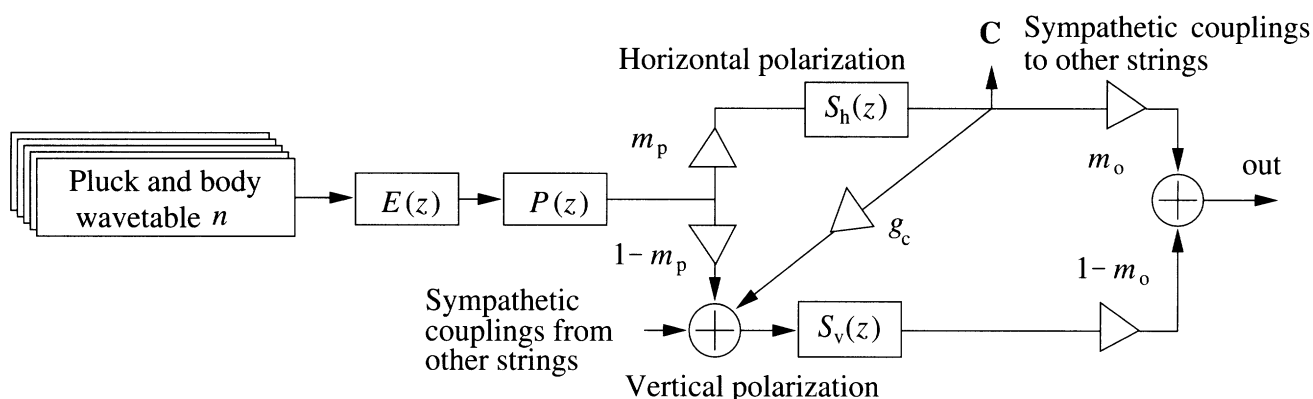 C Sympathetic couplings
to other strings
Horizontal polarization
S_h(z)
m_p
m_o
out
Pluck and body
wavetable n
E(z)
P(z)
g_c
1 − m_p
1 − m_o
Sympathetic
couplings from
other strings
S_v(z)
Vertical polarization